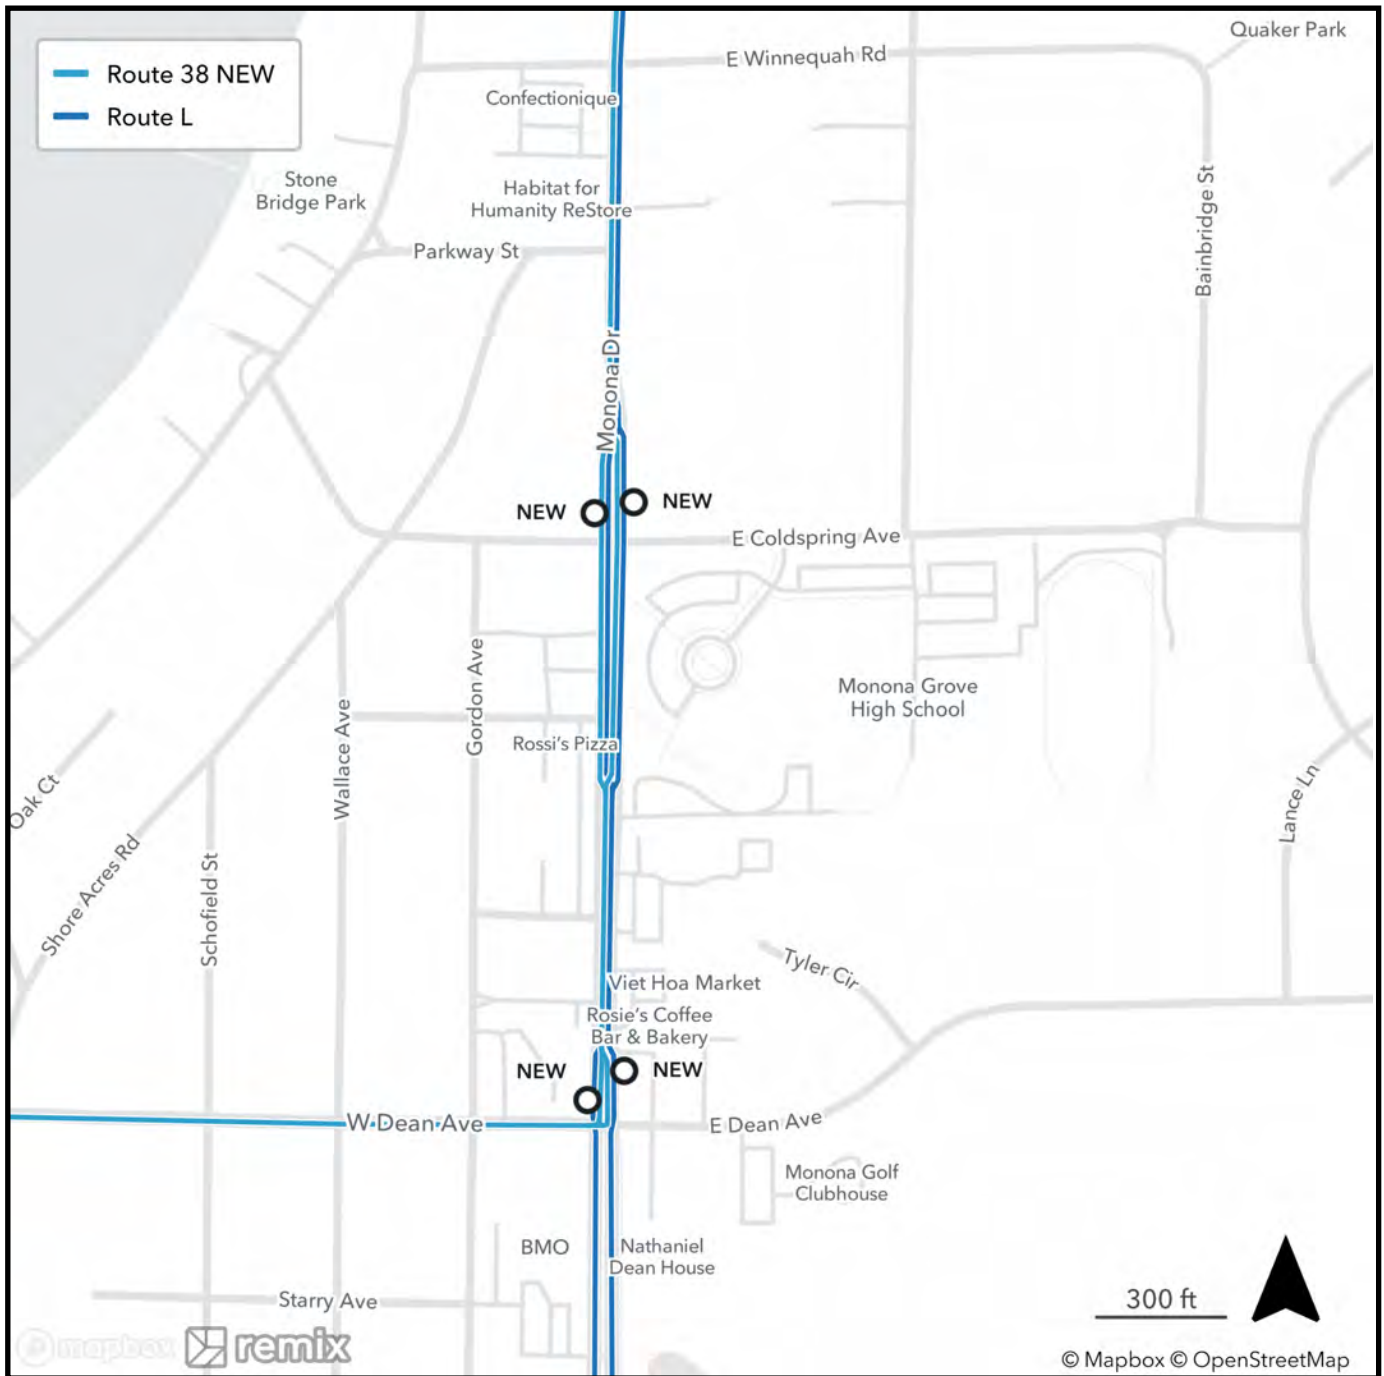 Quaker Park
E Winnequah Rd
Route 38 NEW
Route L
Confectionique
Stone
Bridge Park
Habitat for
Humanity ReStore
Bainbridge St
Parkway St
Monona Dr
NEW
NEW
E Coldspring Ave
Monona Grove
High School
Gordon Ave
Wallace Ave
Rossi's Pizza
Oak Ct
Lance Ln
Shore Acres Rd
Schofield St
Tyler Cir
Viet Hoa Market
Rosie's Coffee
Bar & Bakery
NEW
NEW
W Dean Ave
E Dean Ave
Monona Golf
Clubhouse
BMO
Nathaniel
Dean House
Starry Ave
300 ft
mapbox
remix
© Mapbox © OpenStreetMap